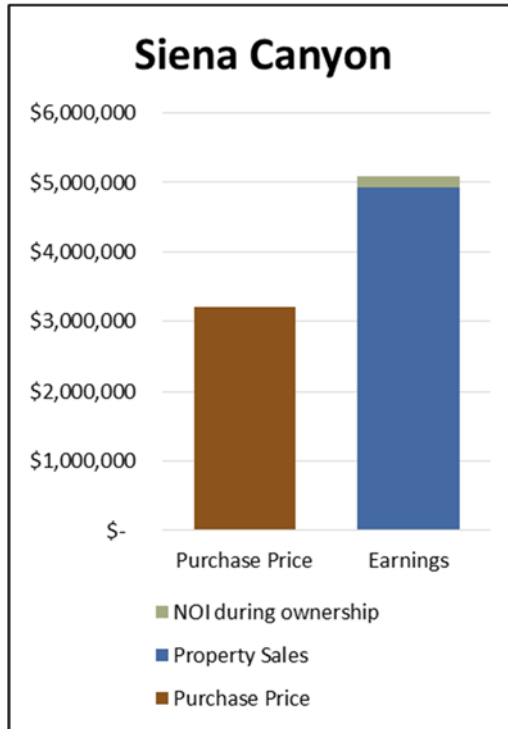 Siena Canyon
$6,000,000
$5,000,000
$4,000,000
$3,000,000
$2,000,000
$1,000,000
$-
Purchase Price Earnings
NOI during ownership
Property Sales
Purchase Price